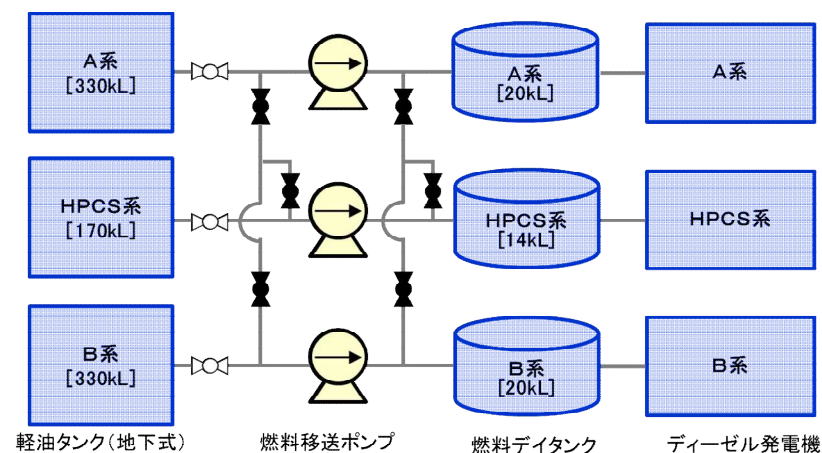 A系
[330kL]
A系
[20kL]
A系
HPCS系
[170kL]
HPCS系
[14kL]
HPCS系
B系
[330kL]
B系
[20kL]
B系
軽油タンク(地下式)
燃料移送ポンプ
燃料デイタンク
ディーゼル発電機